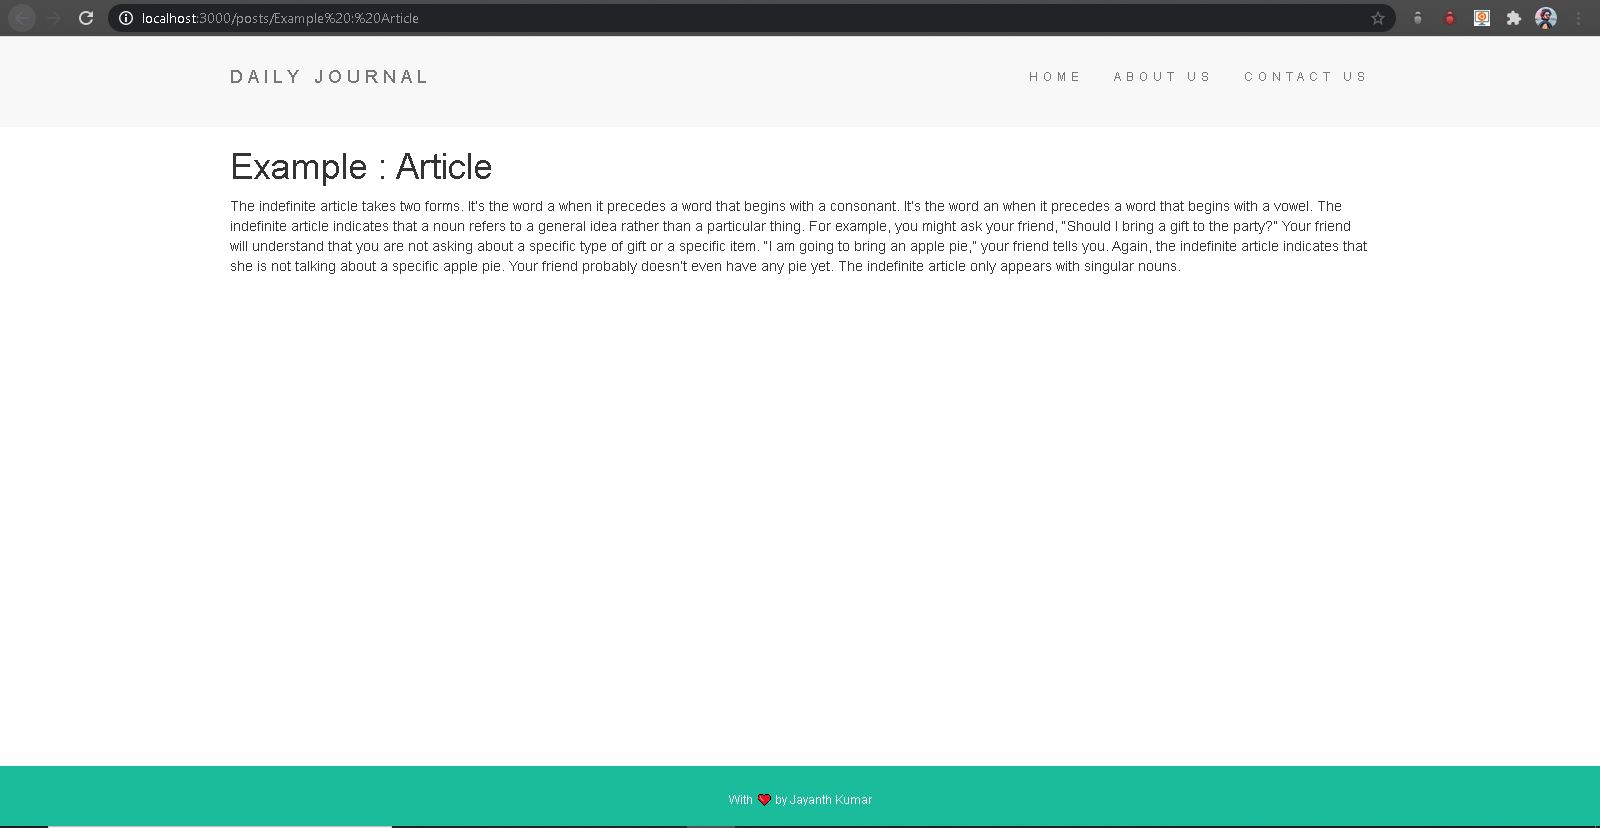 localhost:3000/posts/Example%20:%20Article
DAILY JOURNAL
HOME ABOUT US CONTACT US
Example : Article
The indefinite article takes two forms. It's the word a when it precedes a word that begins with a consonant. It's the word an when it precedes a word that begins with a vowel. The
indefinite article indicates that a noun refers to a general idea rather than a particular thing. For example, you might ask your friend, "Should I bring a gift to the party?" Your friend
will understand that you are not asking about a specific type of gift or a specific item. "I am going to bring an apple pie," your friend tells you. Again, the indefinite article indicates that
she is not talking about a specific apple pie. Your friend probably doesn't even have any pie yet. The indefinite article only appears with singular nouns.
With ❤ by Jayanth Kumar